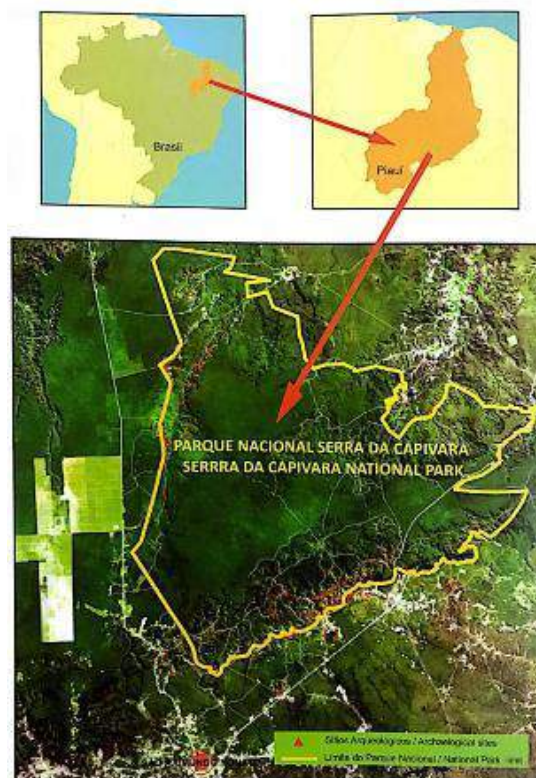 Brasil
Piauí
PARQUE NACIONAL SERRA DA CAPIVARA
SERRRA DA CAPIVARA NATIONAL PARK
Sítios Arqueológicos / Archaeological sites
Limite do Parque Nacional / National Park